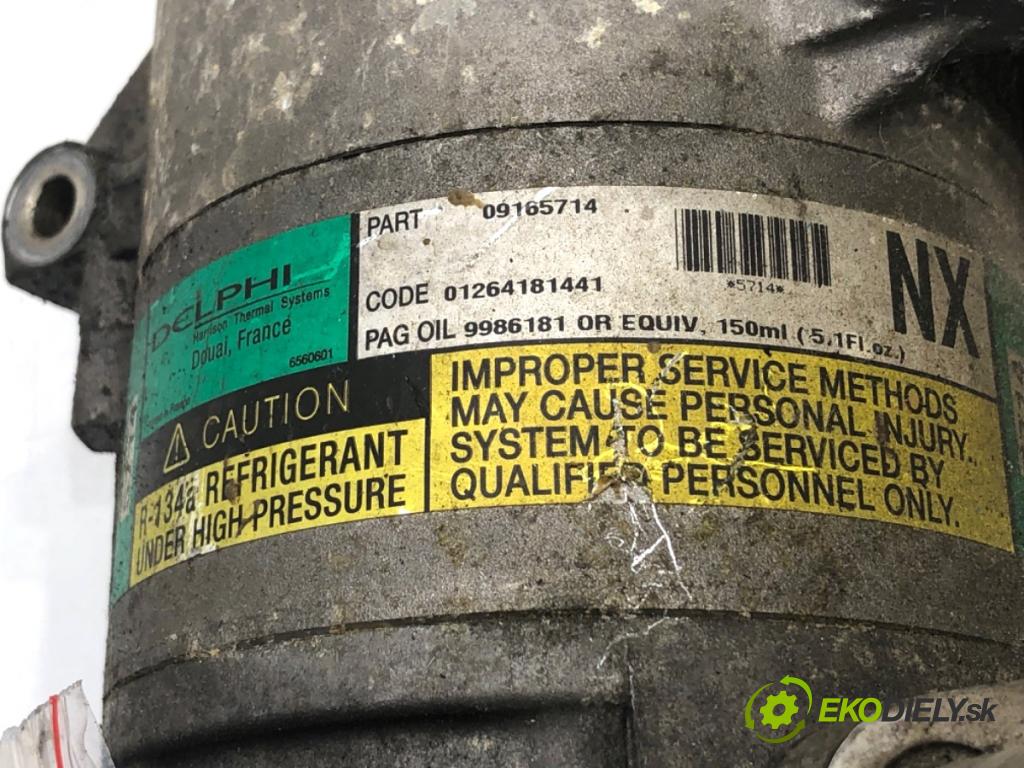 PART 09165714
*5714*
NX
CODE 01264181441
PAG OIL 9986181 OR EQUIV, 150ml (5.1Fl.oz.)
DELPHI
Harrison Thermal Systems
Douai, France
6560601
CAUTION
R-134a REFRIGERANT
UNDER HIGH PRESSURE
IMPROPER SERVICE METHODS
MAY CAUSE PERSONAL INJURY.
SYSTEM TO BE SERVICED BY
QUALIFIED PERSONNEL ONLY.
EKODIELY.sk